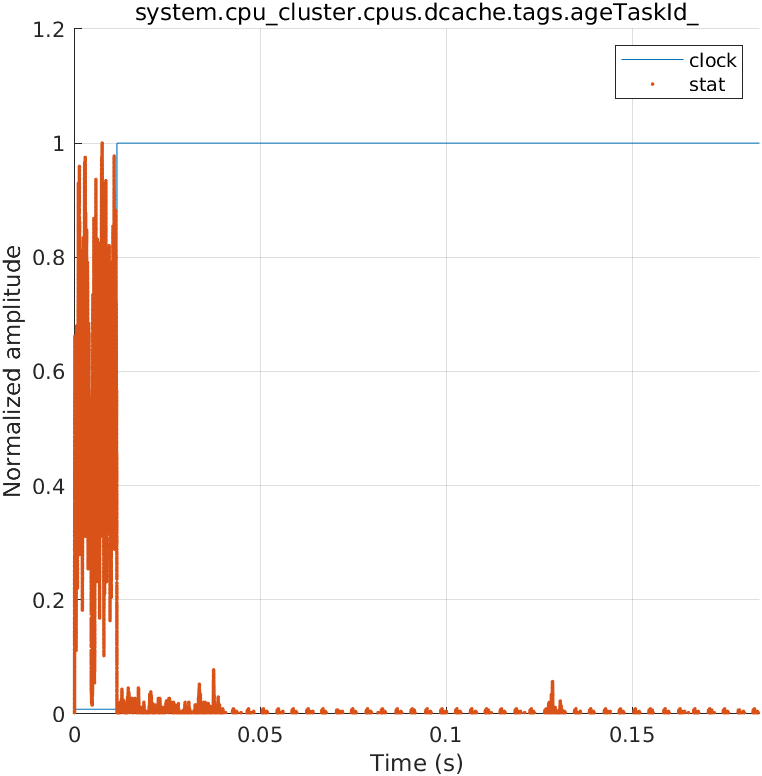 system.cpu_cluster.cpus.dcache.tags.ageTaskId_
clock
stat
Normalized amplitude
1.2
1
0.8
0.6
0.4
0.2
0
0
0.05
0.1
0.15
Time (s)